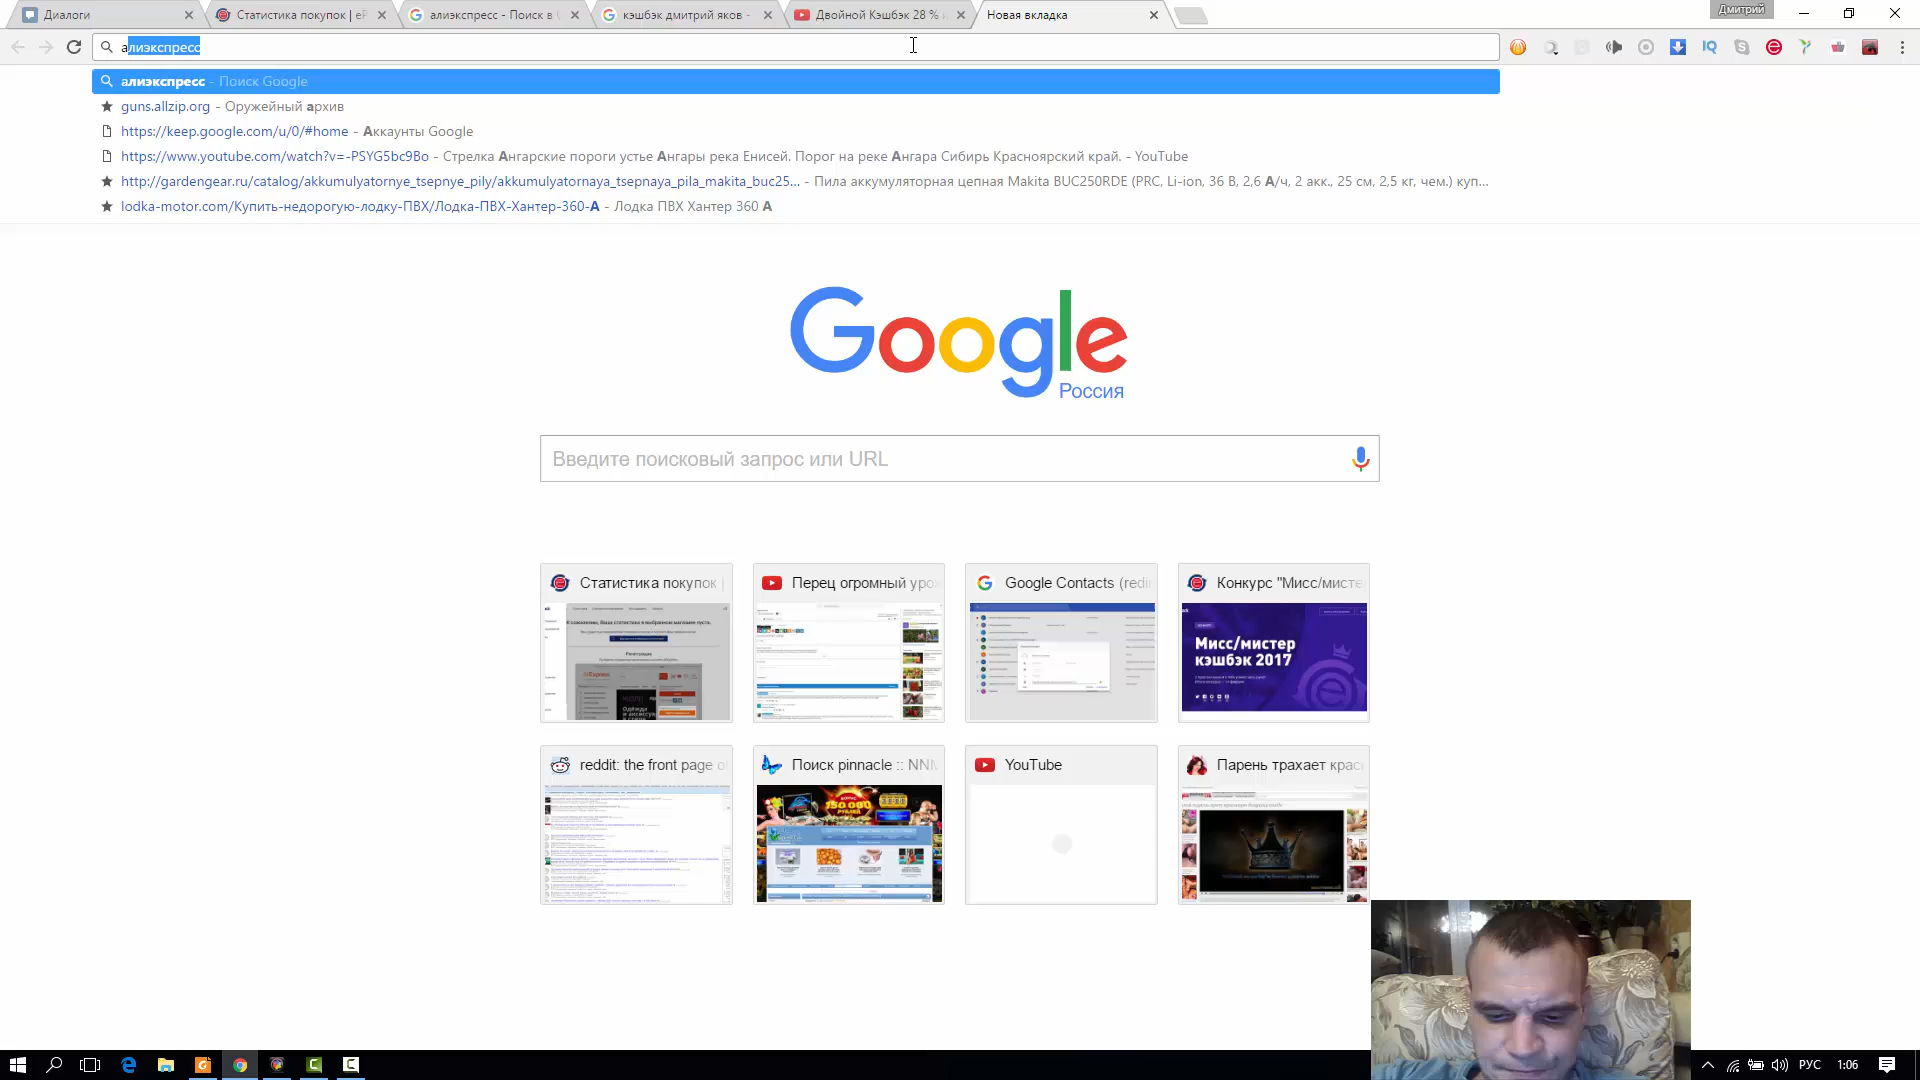 Диалоги
Статистика покупок | eP
алиэкспресс - Поиск в G
кэшбэк дмитрий яков -
Двойной Кэшбэк 28 %
Новая вкладка
Дмитрий
алиэкспресс
алиэкспресс - Поиск Google
guns.allzip.org - Оружейный архив
https://keep.google.com/u/0/#home - Аккаунты Google
https://www.youtube.com/watch?v=-PSYG5bc9Bo - Стрелка Ангарские пороги устье Ангары река Енисей. Порог на реке Ангара Сибирь Красноярский край. - YouTube
http://gardengear.ru/catalog/akkumulyatornye_tsepnye_pily/akkumulyatornaya_tsepnaya_pila_makita_buc25... - Пила аккумуляторная цепная Makita BUC250RDE (PRC, Li-ion, 36 В, 2,6 А/ч, 2 акк., 25 см, 2,5 кг, чем.) куп...
lodka-motor.com/Купить-недорогую-лодку-ПВХ/Лодка-ПВХ-Хантер-360-А - Лодка ПВХ Хантер 360 А
Google
Россия
Введите поисковый запрос или URL
Статистика покупок |
Перец огромный уро
Google Contacts (redir
Конкурс "Мисс/мисте
Мисс/мистер
кэшбэк 2017
reddit: the front page o
Поиск pinnacle :: NNM
YouTube
Парень трахает крас
150 000
РУС
1:06